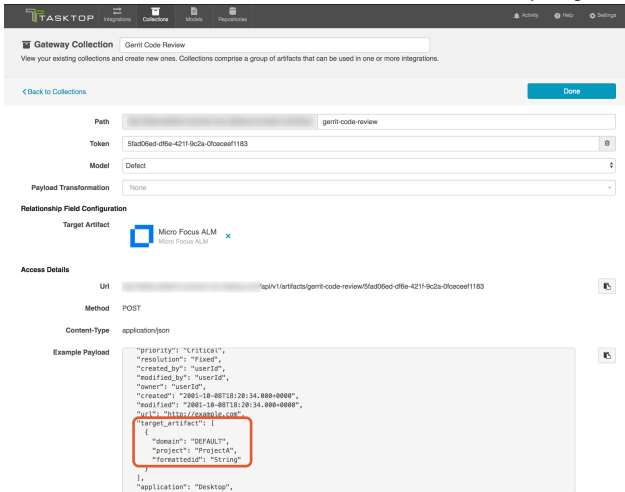 TASKTOP
Integrations
Collections
Models
Repositories
Activity
Help
Settings
Gateway Collection
Gerrit Code Review
View your existing collections and create new ones. Collections comprise a group of artifacts that can be used in one or more integrations.
Back to Collections
Done
Path
gerrit-code-review
Token
5fad06ed-df6e-421f-9c2a-0fceceef1183
Model
Defect
Payload Transformation
None
Relationship Field Configuration
Target Artifact
Micro Focus ALM
Micro Focus ALM
Access Details
Url
/api/v1/artifacts/gerrit-code-review/5fad06ed-df6e-421f-9c2a-0fceceef1183
Method
POST
Content-Type
application/json
Example Payload
"priority": "Critical",
"resolution": "Fixed",
"created_by": "userId",
"modified_by": "userId",
"owner": "userId",
"created": "2001-10-08T18:20:34.000+0000",
"modified": "2001-10-08T18:20:34.000+0000",
"url": "http://example.com",
"target_artifact": [
{
"domain": "DEFAULT",
"project": "ProjectA",
"formattedid": "String"
}
],
"application": "Desktop",